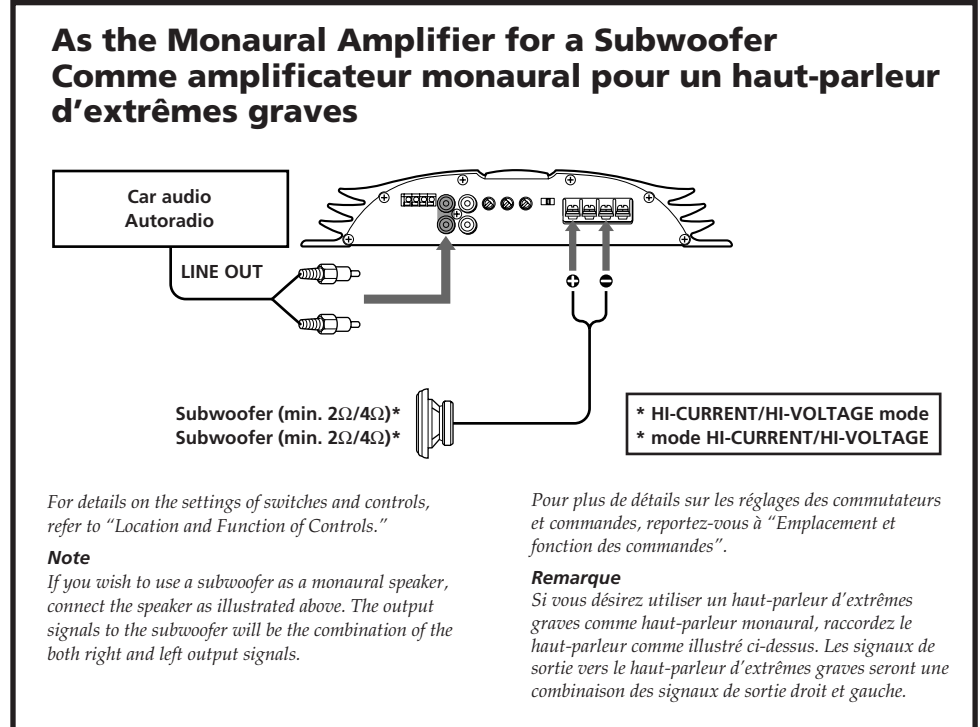 As the Monaural Amplifier for a Subwoofer
Comme amplificateur monaural pour un haut-parleur
d'extrêmes graves
Car audio
Autoradio
LINE OUT
Subwoofer (min. 2Ω/4Ω)*
Subwoofer (min. 2Ω/4Ω)*
* HI-CURRENT/HI-VOLTAGE mode
* mode HI-CURRENT/HI-VOLTAGE
For details on the settings of switches and controls,
refer to “Location and Function of Controls.”
Note
If you wish to use a subwoofer as a monaural speaker,
connect the speaker as illustrated above. The output
signals to the subwoofer will be the combination of the
both right and left output signals.
Pour plus de détails sur les réglages des commutateurs
et commandes, reportez-vous à “Emplacement et
fonction des commandes”.
Remarque
Si vous désirez utiliser un haut-parleur d'extrêmes
graves comme haut-parleur monaural, raccordez le
haut-parleur comme illustré ci-dessus. Les signaux de
sortie vers le haut-parleur d'extrêmes graves seront une
combinaison des signaux de sortie droit et gauche.